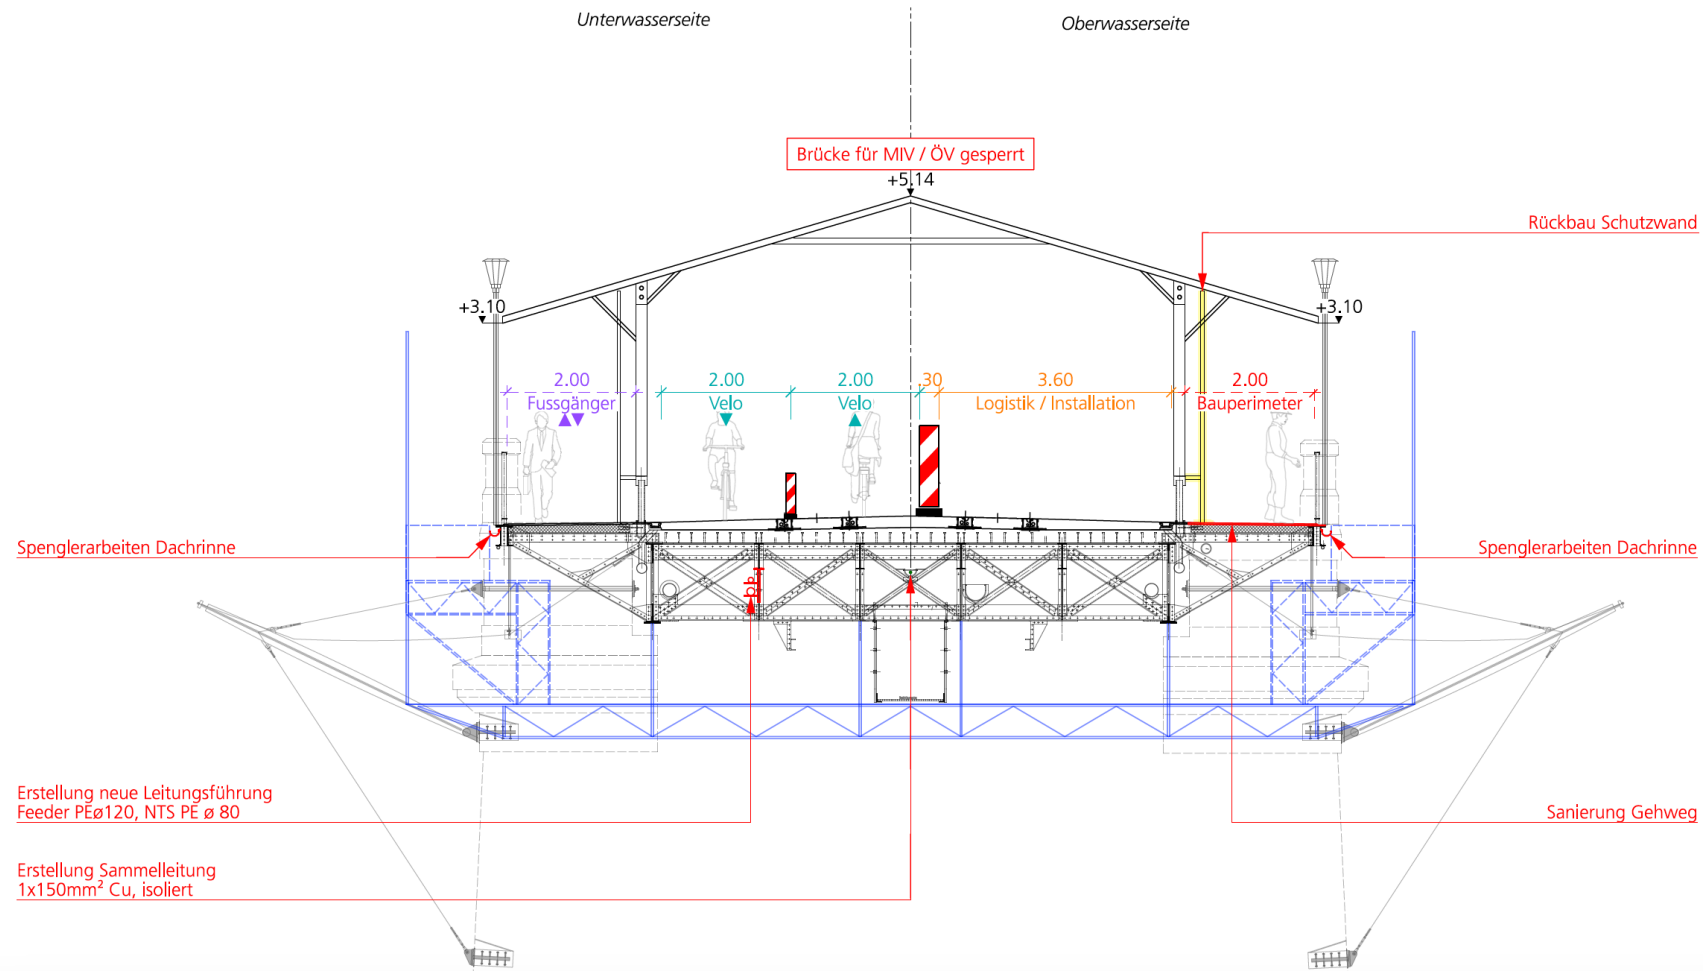 Unterwasserseite
Oberwasserseite
Brücke für MIV / ÖV gesperrt
+5.14
Rückbau Schutzwand
+3.10
+3.10
2.00
2.00
2.00
.30
3.60
2.00
Fussgänger
Velo
Velo
Logistik / Installation
Bauperimeter
Spenglerarbeiten Dachrinne
Spenglerarbeiten Dachrinne
Erstellung neue Leitungsführung
Feeder PEø120, NTS PE ø 80
Sanierung Gehweg
Erstellung Sammelleitung
1x150mm² Cu, isoliert